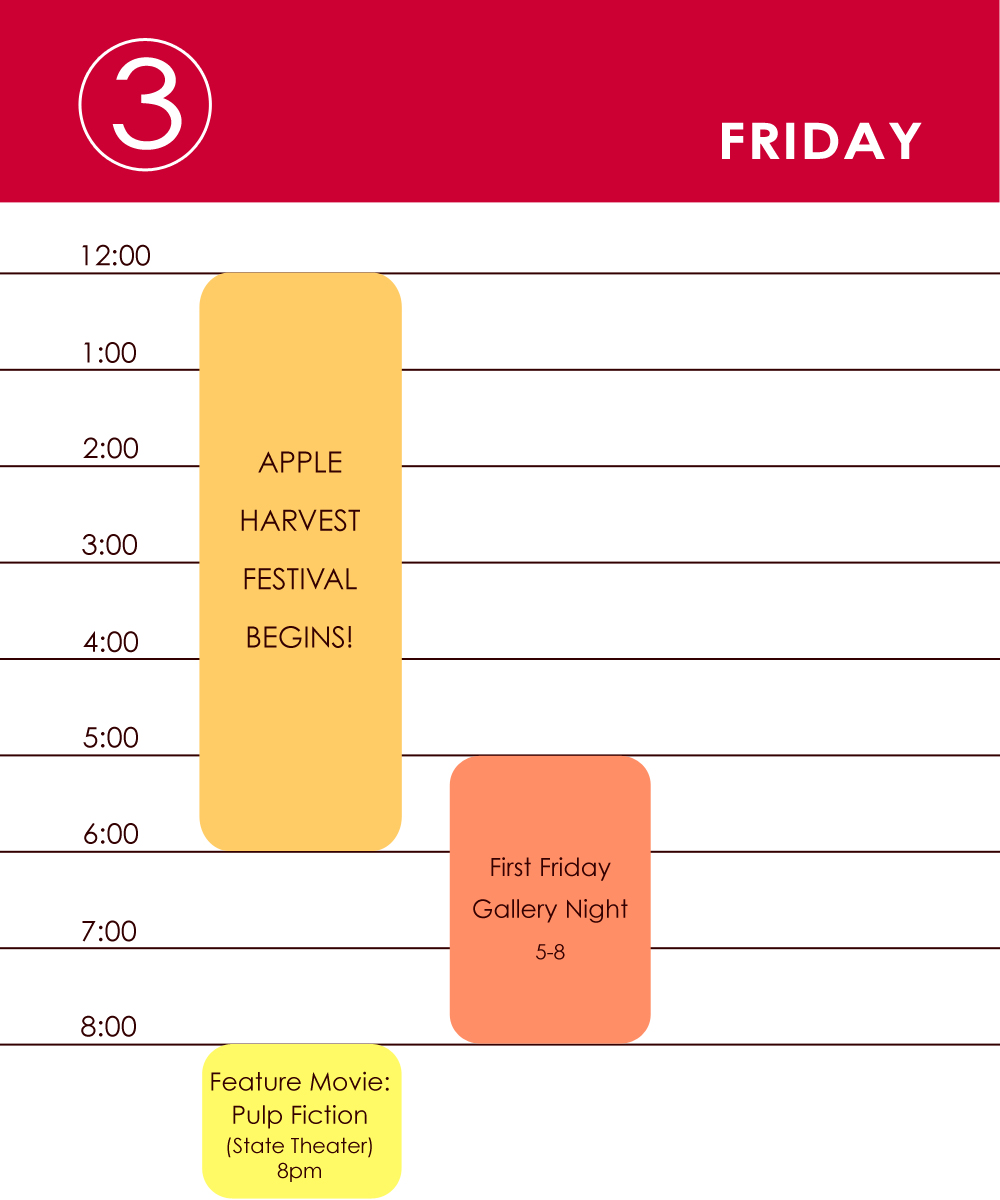 3
FRIDAY
12:00
1:00
2:00
3:00
4:00
5:00
6:00
7:00
8:00
APPLE
HARVEST
FESTIVAL
BEGINS!
First Friday
Gallery Night
5-8
Feature Movie:
Pulp Fiction
(State Theater)
8pm